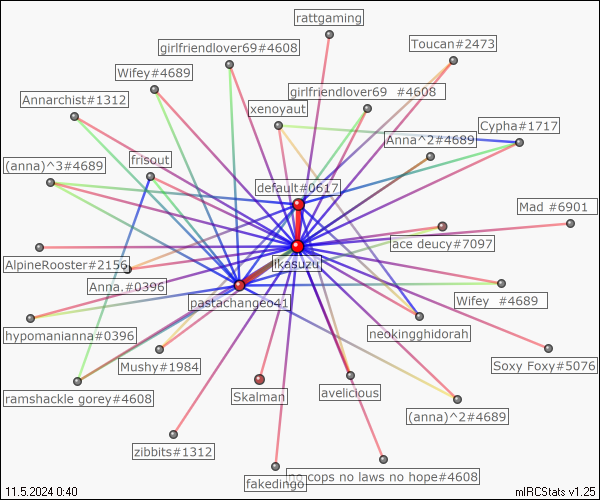 rattgaming
Toucan#2473
girlfriendlover69#4608
Wifey#4689
girlfriendlover69 #4608
Annarchist#1312
xenoyaut
Cypha#1717
Anna^2#4689
frisout
(anna)^3#4689
default#0617
Mad #6901
ace deucy#7097
ikasuzu
AlpineRooster#2156
Anna.#0396
Wifey #4689
pastachangeo41
hypomanianna#0396
neokingghidorah
Mushy#1984
Soxy Foxy#5076
ramshackle gorey#4608
Skalman
avelicious
(anna)^2#4689
zibbits#1312
no cops no laws no hope#4608
fakedingo
11.5.2024 0:40
mIRCStats v1.25